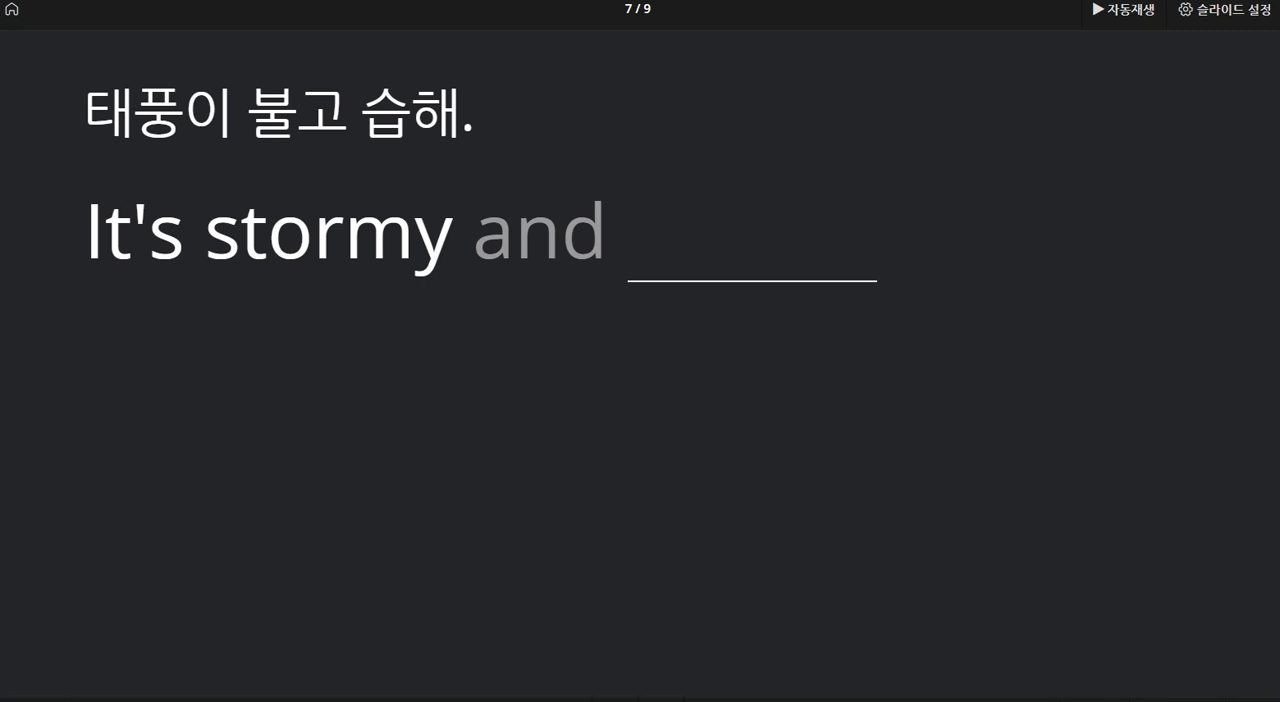 7 / 9
▶ 자동재생
슬라이드 설정
태풍이 불고 습해.
It's stormy and